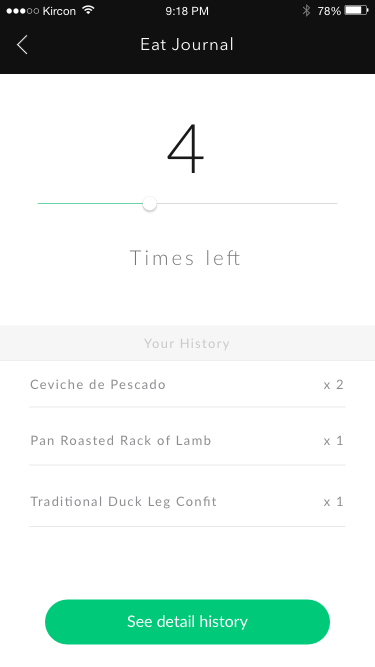 Kircon 9:18 PM 78%
Eat Journal
4
Times left
Your History
Ceviche de Pescado x 2
Pan Roasted Rack of Lamb x 1
Traditional Duck Leg Confit x 1
See detail history